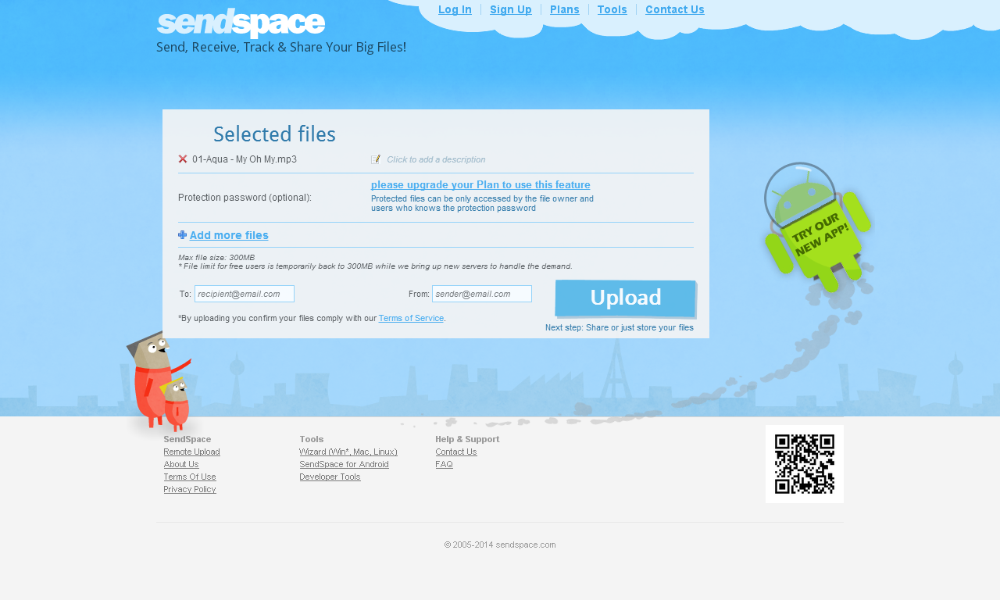 sendspace
Send, Receive, Track & Share Your Big Files!
Log In
Sign Up
Plans
Tools
Contact Us
Selected files
01-Aqua - My Oh My.mp3
Click to add a description
Protection password (optional):
please upgrade your Plan to use this feature
Protected files can be only accessed by the file owner and
users who knows the protection password
Add more files
Max file size: 300MB
* File limit for free users is temporarily back to 300MB while we bring up new servers to handle the demand.
To: recipient@email.com
From: sender@email.com
Upload
*By uploading you confirm your files comply with our Terms of Service.
Next step: Share or just store your files
TRY OUR
NEW APP!
SendSpace
Remote Upload
About Us
Terms Of Use
Privacy Policy
Tools
Wizard (Win*, Mac, Linux)
SendSpace for Android
Developer Tools
Help & Support
Contact Us
FAQ
© 2005-2014 sendspace.com